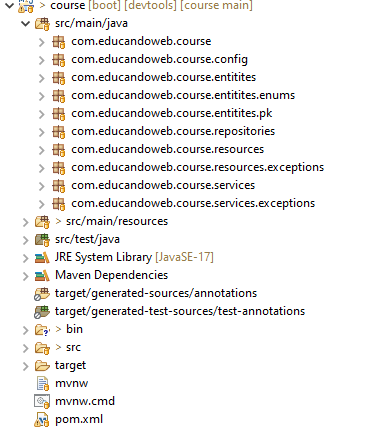 > course [boot] [devtools] [course main]
src/main/java
com.educandoweb.course
com.educandoweb.course.config
com.educandoweb.course.entitites
com.educandoweb.course.entitites.enums
com.educandoweb.course.entitites.pk
com.educandoweb.course.repositories
com.educandoweb.course.resources
com.educandoweb.course.resources.exceptions
com.educandoweb.course.services
com.educandoweb.course.services.exceptions
> src/main/resources
src/test/java
JRE System Library [JavaSE-17]
Maven Dependencies
target/generated-sources/annotations
target/generated-test-sources/test-annotations
> bin
> src
target
mvnw
mvnw.cmd
pom.xml